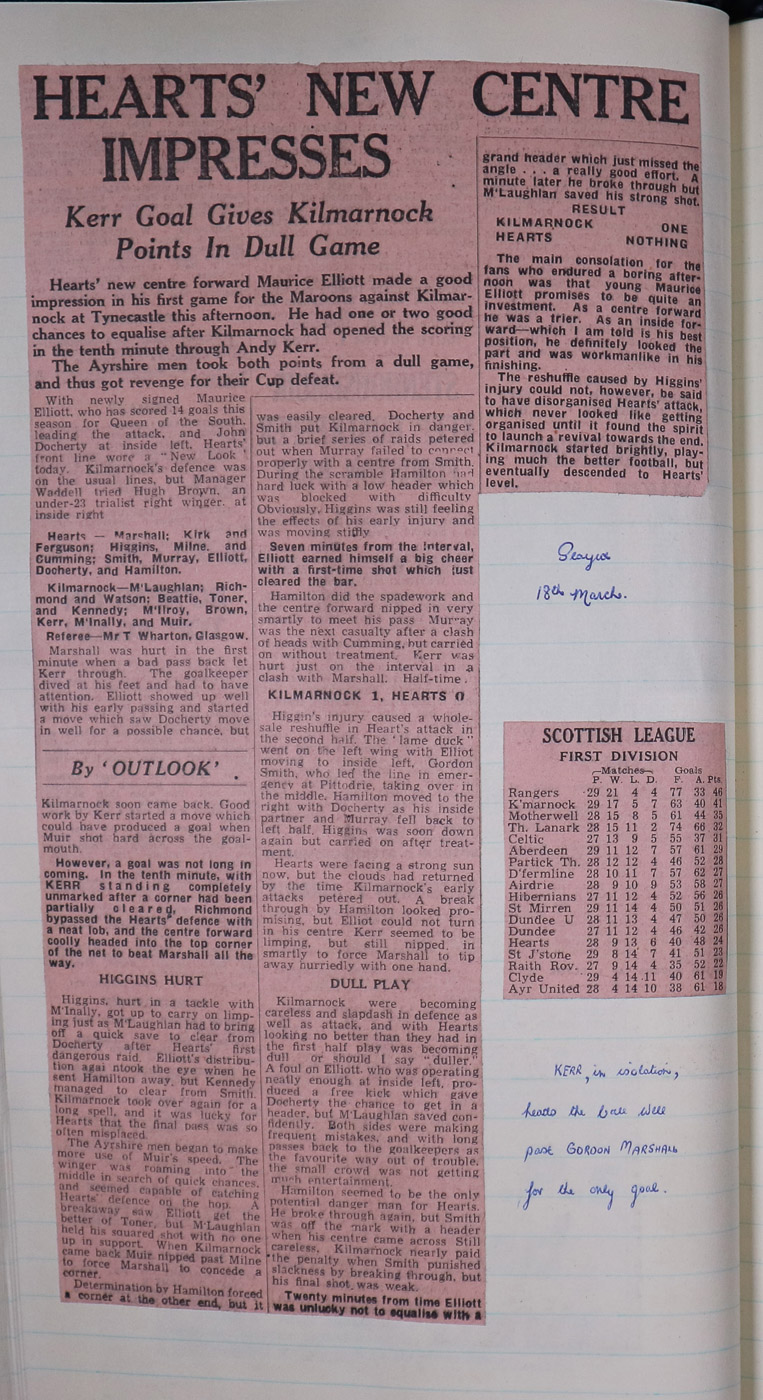 HEARTS' NEW CENTRE
IMPRESSES
Kerr Goal Gives Kilmarnock
Points In Dull Game
Hearts' new centre forward Maurice Elliott made a good
impression in his first game for the Maroons against Kilmar-
nock at Tynecastle this afternoon. He had one or two good
chances to equalise after Kilmarnock had opened the scoring
in the tenth minute through Andy Kerr.
The Ayrshire men took both points from a dull game,
and thus got revenge for their Cup defeat.
With newly signed Maurice
Elliott, who has scored 14 goals this
season for Queen of the South,
leading the attack, and John
Docherty at inside left, Hearts'
front line wore a "New Look"
today. Kilmarnock's defence was
on the usual lines, but Manager
Waddell tried Hugh Brown, an
under-23 trialist right winger, at
inside right
Hearts — Marshall; Kirk and
Ferguson; Higgins, Milne, and
Cumming; Smith, Murray, Elliott,
Docherty, and Hamilton.
Kilmarnock—M'Laughlan; Rich-
mond and Watson; Beattie, Toner,
and Kennedy; M'Ilroy, Brown,
Kerr, M'Inally, and Muir.
Referee—Mr T Wharton, Glasgow.
Marshall was hurt in the first
minute when a bad pass back let
Kerr through. The goalkeeper
dived at his feet and had to have
attention. Elliott showed up well
with his early passing and started
a move which saw Docherty move
in well for a possible chance, but
By 'OUTLOOK'
Kilmarnock soon came back. Good
work by Kerr started a move which
could have produced a goal when
Muir shot hard across the goal-
mouth.
However, a goal was not long in
coming. In the tenth minute, with
KERR standing completely
unmarked after a corner had been
partially cleared, Richmond
bypassed the Hearts' defence with
a neat lob, and the centre forward
coolly headed into the top corner
of the net to beat Marshall all the
way.
HIGGINS HURT
Higgins, hurt in a tackle with
M'Inally, got up to carry on limp-
ing just as M'Laughlan had to bring
off a quick save to clear from
Docherty after Hearts' first
dangerous raid. Elliott's distribu-
tion agai ntook the eye when he
sent Hamilton away, but Kennedy
managed to clear from Smith.
Kilmarnock took over again for a
long spell, and it was lucky for
Hearts that the final pass was so
often misplaced.
The Ayrshire men began to make
more use of Muir's speed. The
winger was roaming into the
middle in search of quick chances,
and seemed capable of catching
Hearts' defence on the hop. A
breakaway saw Elliott get the
better of Toner, but M'Laughlan
held his squared shot with no one
up in support. When Kilmarnock
came back Muir nipped past Milne
to force Marshall to concede a
corner.
Determination by Hamilton forced
a corner at the other end, but it
was easily cleared. Docherty and
Smith put Kilmarnock in danger,
but a brief series of raids petered
out when Murray failed to connect
properly with a centre from Smith.
During the scramble Hamilton had
hard luck with a low header which
was blocked with difficulty
Obviously, Higgins was still feeling
the effects of his early injury and
was moving stiffly
Seven minutes from the interval,
Elliott earned himself a big cheer
with a first-time shot which just
cleared the bar.
Hamilton did the spadework and
the centre forward nipped in very
smartly to meet his pass Murray
was the next casualty after a clash
of heads with Cumming, but carried
on without treatment. Kerr was
hurt just on the interval in a
clash with Marshall. Half-time.
KILMARNOCK 1, HEARTS 0
Higgin's injury caused a whole-
sale reshuffle in Heart's attack in
the second half. The "lame duck"
went on the left wing with Elliot
moving to inside left, Gordon
Smith, who led the line in emer-
gency at Pittodrie, taking over in
the middle. Hamilton moved to the
right with Docherty as his inside
partner and Murray fell back to
left half. Higgins was soon down
again but carried on after treat-
ment.
Hearts were facing a strong sun
now, but the clouds had returned
by the time Kilmarnock's early
attacks petered out. A break
through by Hamilton looked pro-
mising, but Elliott could not turn
in his centre Kerr seemed to be
limping, but still nipped in
smartly to force Marshall to tip
away hurriedly with one hand.
DULL PLAY
Kilmarnock were becoming
careless and slapdash in defence as
well as attack, and with Hearts
looking no better than they had in
the first half play was becoming
dull — or should I say "duller."
A foul on Elliott, who was operating
neatly enough at inside left, pro-
duced a free kick which gave
Docherty the chance to get in a
header, but M'Laughlan saved con-
fidently. Both sides were making
frequent mistakes, and with long
passes back to the goalkeepers as
the favourite way out of trouble,
the small crowd was not getting
much entertainment.
Hamilton seemed to be the only
potential danger man for Hearts.
He broke through again, but Smith
was off the mark with a header
when his centre came across Still
careless, Kilmarnock nearly paid
the penalty when Smith punished
slackness by breaking through, but
his final shot was weak.
Twenty minutes from time Elliott
was unlucky not to equalise with a
grand header which just missed the
angle . . . a really good effort. A
minute later he broke through but
M'Laughlan saved his strong shot.
RESULT
KILMARNOCK ONE
HEARTS NOTHING
The main consolation for the
fans who endured a boring after-
noon was that young Maurice
Elliott promises to be quite an
investment. As a centre forward
he was a trier. As an inside for-
ward—which I am told is his best
position, he definitely looked the
part and was workmanlike in his
finishing.
The reshuffle caused by Higgins'
injury could not, however, be said
to have disorganised Hearts' attack,
which never looked like getting
organised until it found the spirit
to launch a revival towards the end.
Kilmarnock started brightly, play-
ing much the better football, but
eventually descended to Hearts'
level.
18th March.
SCOTTISH LEAGUE
FIRST DIVISION
Matches Goals
P. W. L. D. F. A. Pts.
Rangers 29 21 4 4 77 33 46
K'marnock 29 17 5 7 63 40 41
Motherwell 28 15 8 5 61 44 35
Th. Lanark 28 15 11 2 74 66 32
Celtic 27 13 9 5 55 37 31
Aberdeen 29 11 12 7 57 61 29
Partick Th. 28 12 12 4 46 52 28
D'fermline 28 10 11 7 57 62 27
Airdrie 28 9 10 9 53 58 27
Hibernians 27 11 12 4 52 56 26
St Mirren 29 11 14 4 50 51 26
Dundee U 28 11 13 4 47 50 26
Dundee 27 11 12 4 46 42 26
Hearts 28 9 13 6 40 48 24
St J'stone 29 8 14 7 41 51 23
Raith Rov. 27 9 14 4 35 52 22
Clyde 29 4 14 11 40 61 19
Ayr United 28 4 14 10 38 61 18
KERR, in isolation,
heads the ball well
past GORDON MARSHALL
for the only goal.